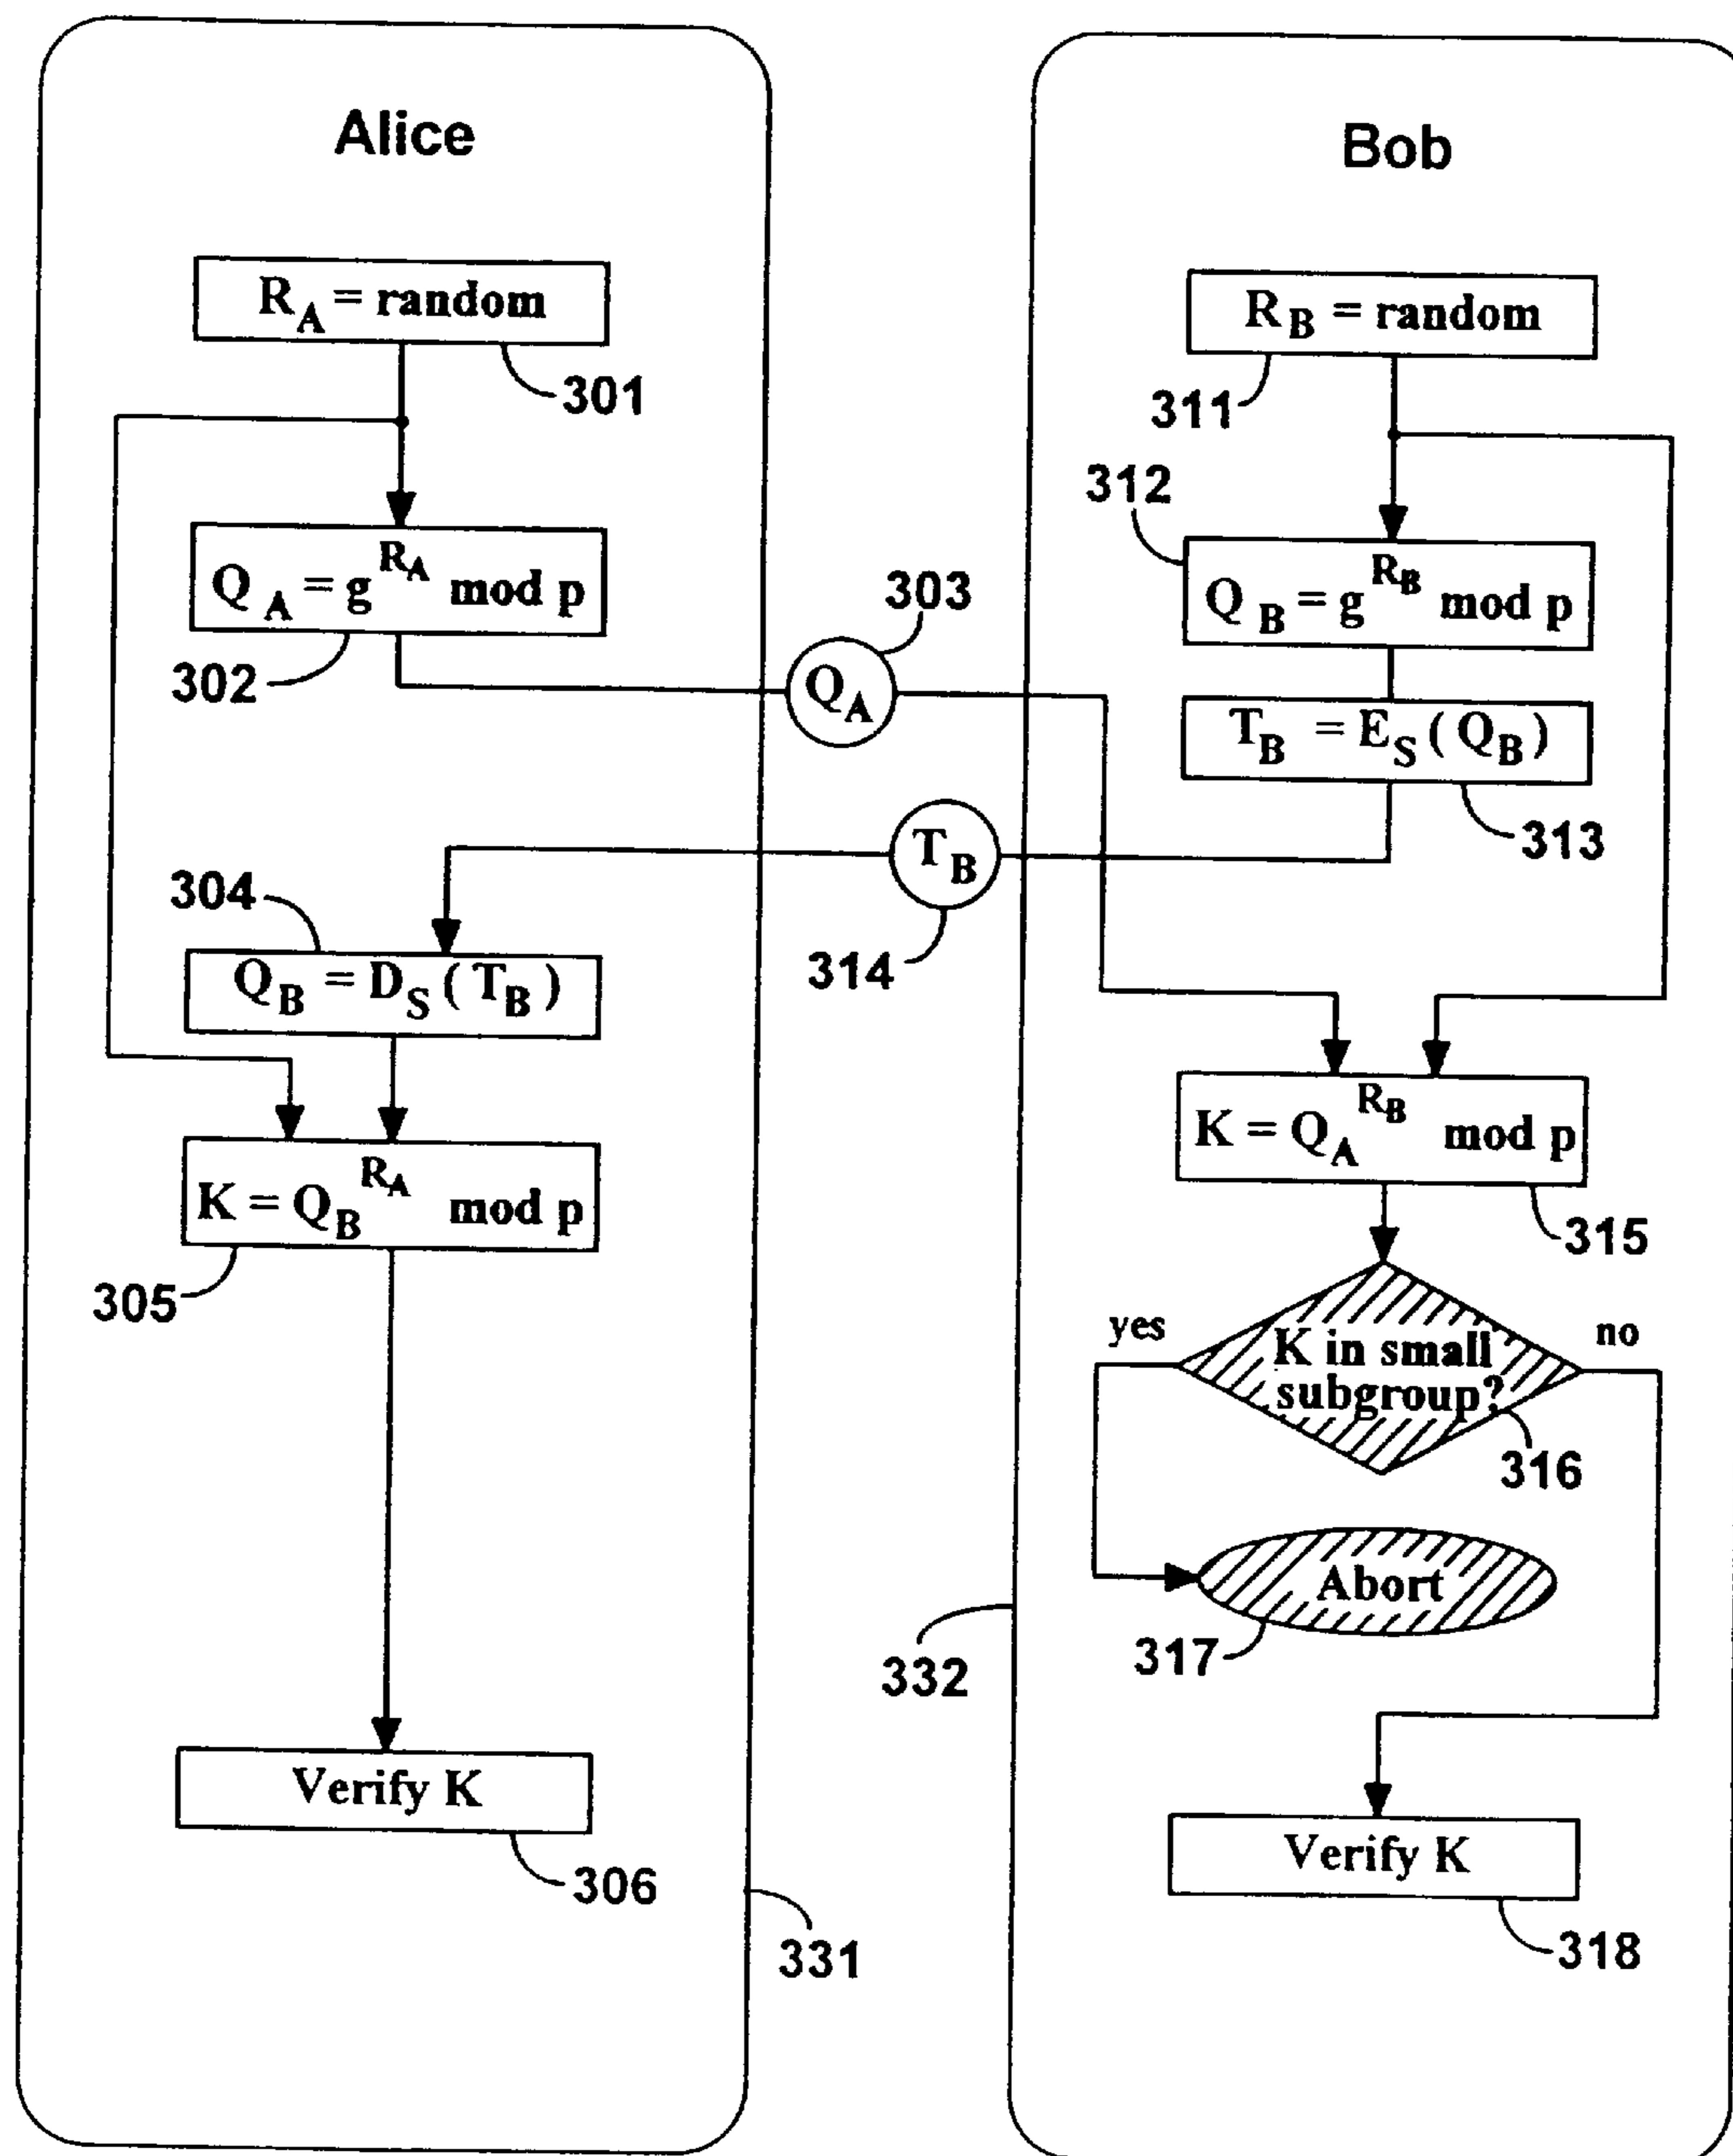 Alice
R_A = random
301
Q_A = g^R_A mod p
302
303
Q_A
304
Q_B = D_S ( T_B )
K = Q_B^R_A mod p
305
Verify K
306
331
Bob
R_B = random
311
312
Q_B = g^R_B mod p
T_B = E_S ( Q_B )
313
T_B
314
K = Q_A^R_B mod p
315
yes
no
K in small
subgroup?
316
Abort
317
332
Verify K
318